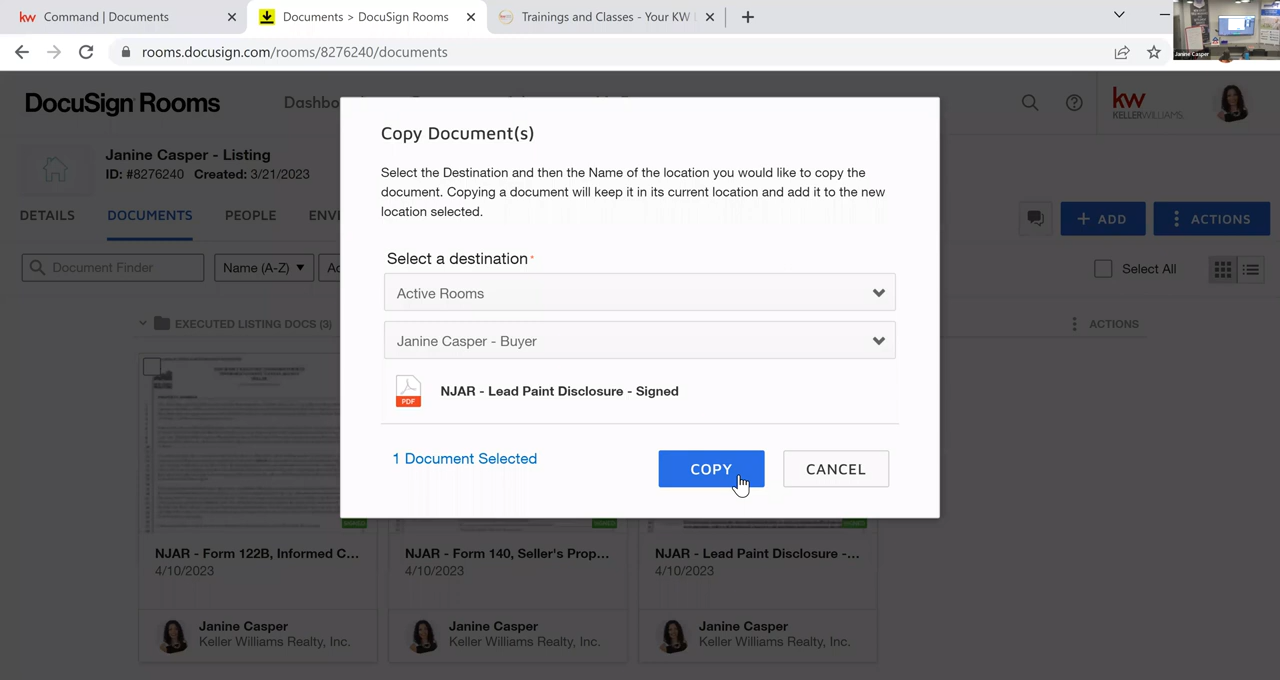 Command | Documents
Documents > DocuSign Rooms
Trainings and Classes - Your KW
rooms.docusign.com/rooms/8276240/documents
Janine Casper
DocuSign Rooms
kw
KELLERWILLIAMS.
Janine Casper - Listing
ID: #8276240 Created: 3/21/2023
DETAILS
DOCUMENTS
PEOPLE
ADD
ACTIONS
Document Finder
Name (A-Z)
Select All
EXECUTED LISTING DOCS (3)
ACTIONS
Copy Document(s)
Select the Destination and then the Name of the location you would like to copy the
document. Copying a document will keep it in its current location and add it to the new
location selected.
Select a destination*
Active Rooms
Janine Casper - Buyer
PDF
NJAR - Lead Paint Disclosure - Signed
1 Document Selected
COPY
CANCEL
NJAR - Form 122B, Informed C...
4/10/2023
Janine Casper
Keller Williams Realty, Inc.
NJAR - Form 140, Seller's Prop...
4/10/2023
Janine Casper
Keller Williams Realty, Inc.
NJAR - Lead Paint Disclosure -...
4/10/2023
Janine Casper
Keller Williams Realty, Inc.